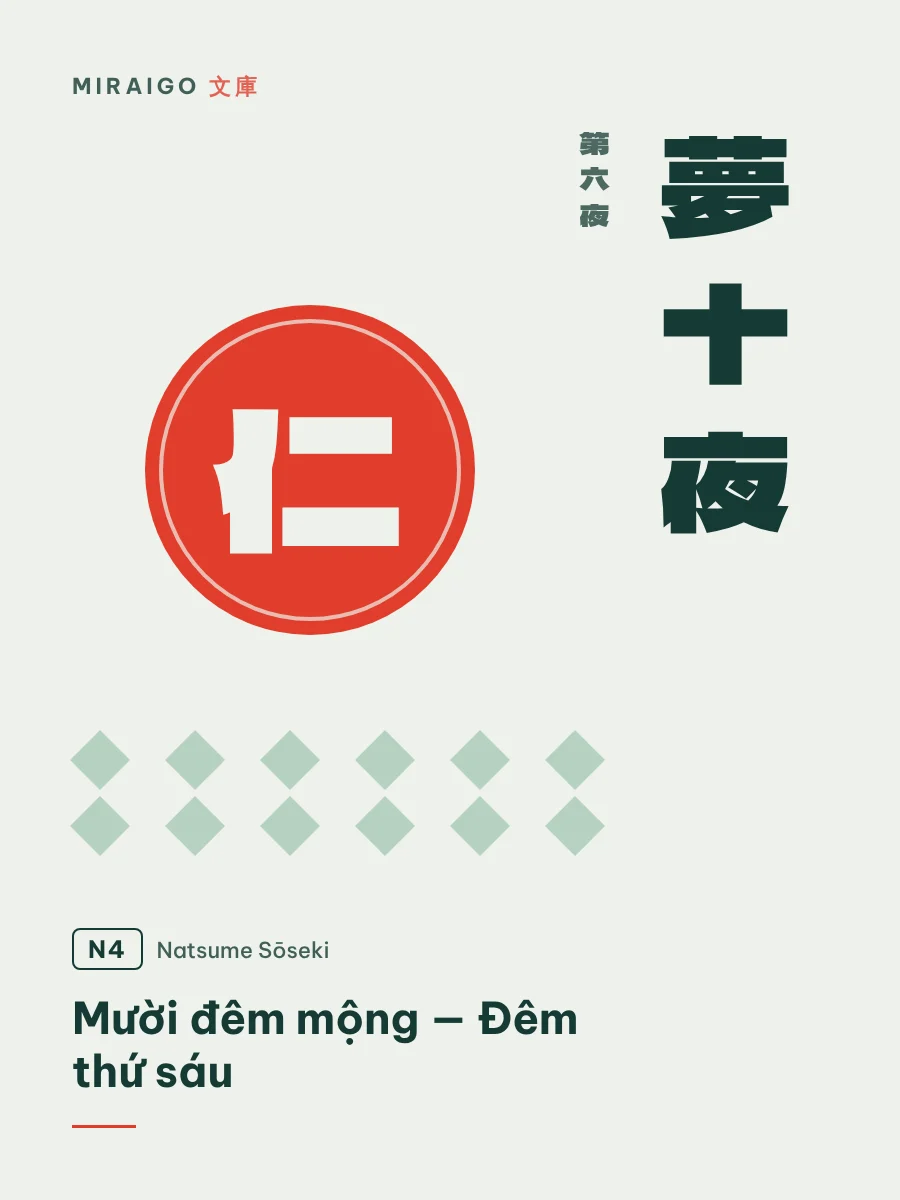 MIRAIGO 文庫
夢十夜
第六夜
仁
N4 Natsume Sōseki
Mười đêm mộng — Đêm
thứ sáu